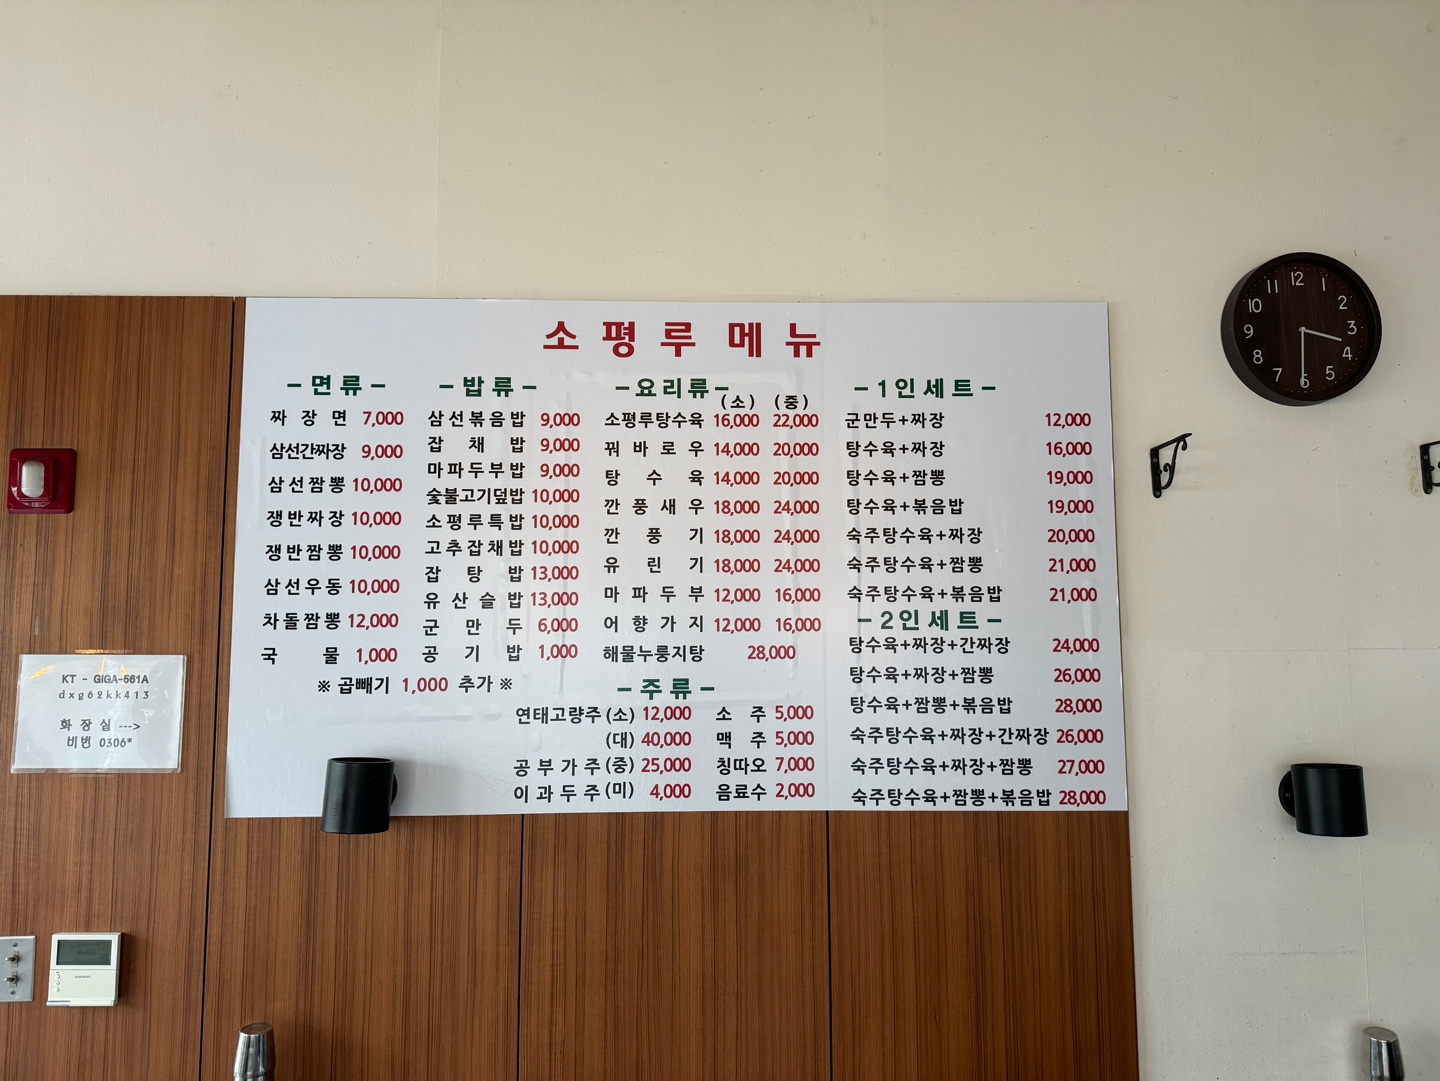 소평루 메뉴
-면류-
짜장면 7,000
삼선간짜장 9,000
삼선짬뽕 10,000
쟁반짜장 10,000
쟁반짬뽕 10,000
삼선우동 10,000
차돌짬뽕 12,000
국물 1,000
※ 곱빼기 1,000 추가 ※
-밥류-
삼선볶음밥 9,000
잡채밥 9,000
마파두부밥 9,000
숯불고기덮밥 10,000
소평루특밥 10,000
고추잡채밥 10,000
잡탕밥 13,000
유산슬밥 13,000
군만두 6,000
공기밥 1,000
-요리류-
(소) (중)
소평루탕수육 16,000 22,000
꿔바로우 14,000 20,000
탕수육 14,000 20,000
깐풍새우 18,000 24,000
깐풍기 18,000 24,000
유린기 18,000 24,000
마파두부 12,000 16,000
어향가지 12,000 16,000
해물누룽지탕 28,000
-주류-
연태고량주(소) 12,000 소주 5,000
(대) 40,000 맥주 5,000
공부가주(중) 25,000 칭따오 7,000
이과두주(미) 4,000 음료수 2,000
-1인세트-
군만두+짜장 12,000
탕수육+짜장 16,000
탕수육+짬뽕 19,000
탕수육+볶음밥 19,000
숙주탕수육+짜장 20,000
숙주탕수육+짬뽕 21,000
숙주탕수육+볶음밥 21,000
-2인세트-
탕수육+짜장+간짜장 24,000
탕수육+짜장+짬뽕 26,000
탕수육+짬뽕+볶음밥 28,000
숙주탕수육+짜장+간짜장 26,000
숙주탕수육+짜장+짬뽕 27,000
숙주탕수육+짬뽕+볶음밥 28,000
12
1
2
3
4
5
6
7
8
9
10
11
KT - GIGA-561A
dxg62kk413
화장실 --->
비번 0306*